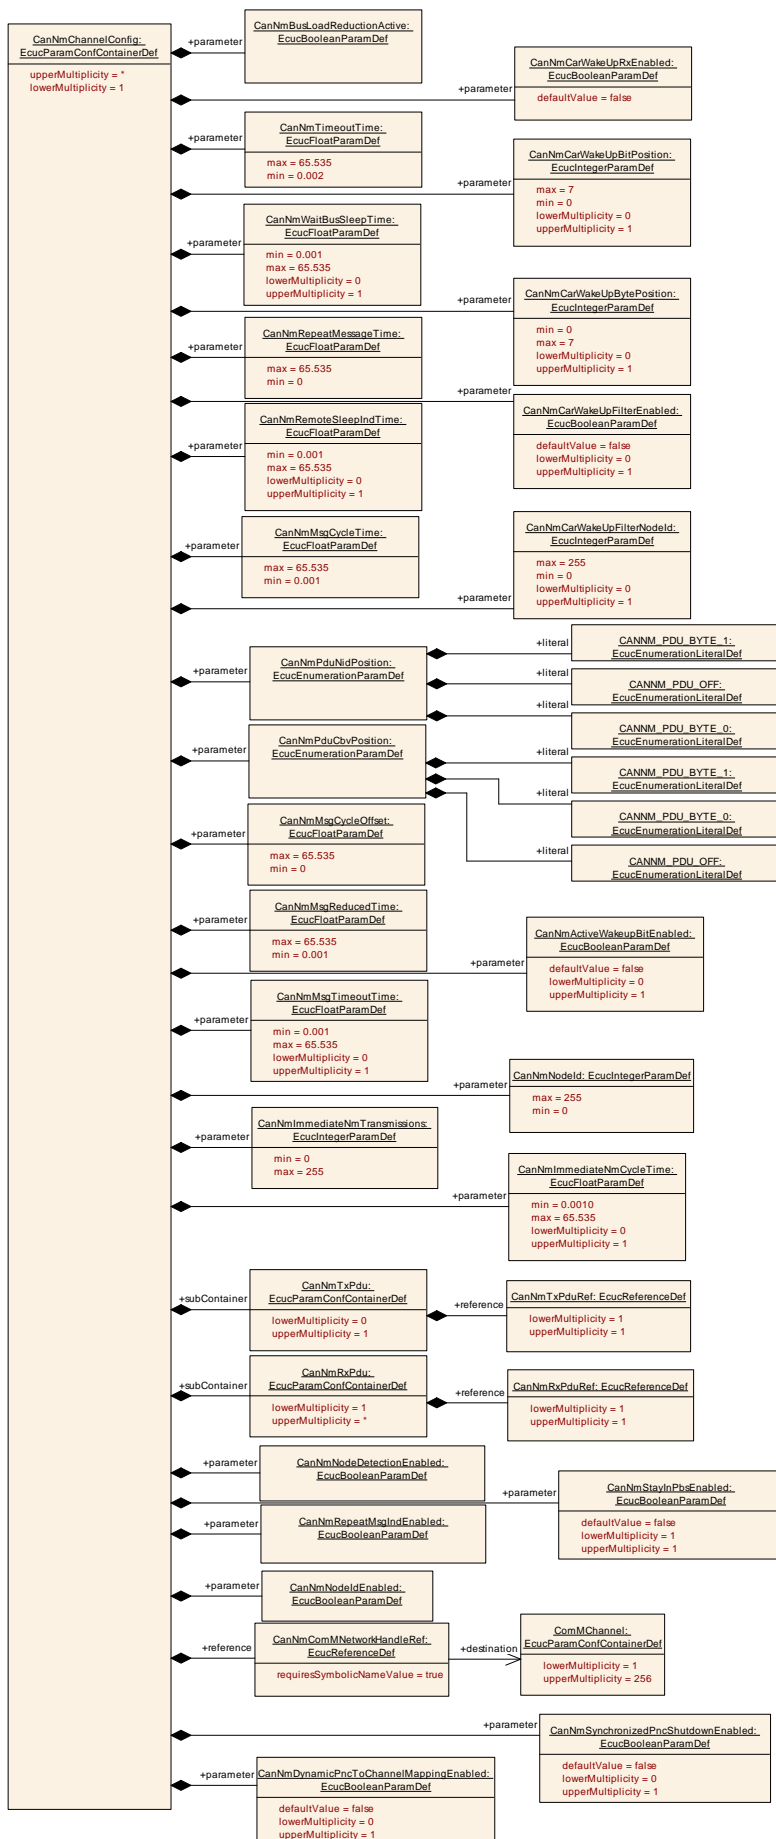 CanNmChannelConfig:
EcucParamConfContainerDef
upperMultiplicity = *
lowerMultiplicity = 1
+parameter
CanNmBusLoadReductionActive:
EcucBooleanParamDef
+parameter
CanNmCarWakeUpRxEnabled:
EcucBooleanParamDef
defaultValue = false
+parameter
CanNmTimeoutTime:
EcucFloatParamDef
max = 65.535
min = 0.002
+parameter
CanNmCarWakeUpBitPosition:
EcucIntegerParamDef
max = 7
min = 0
lowerMultiplicity = 0
upperMultiplicity = 1
+parameter
CanNmWaitBusSleepTime:
EcucFloatParamDef
min = 0.001
max = 65.535
lowerMultiplicity = 0
upperMultiplicity = 1
+parameter
CanNmCarWakeUpBytePosition:
EcucIntegerParamDef
min = 0
max = 7
lowerMultiplicity = 0
upperMultiplicity = 1
+parameter
CanNmRepeatMessageTime:
EcucFloatParamDef
max = 65.535
min = 0
+parameter
CanNmCarWakeUpFilterEnabled:
EcucBooleanParamDef
defaultValue = false
lowerMultiplicity = 0
upperMultiplicity = 1
+parameter
CanNmRemoteSleepIndTime:
EcucFloatParamDef
min = 0.001
max = 65.535
lowerMultiplicity = 0
upperMultiplicity = 1
+parameter
CanNmMsgCycleTime:
EcucFloatParamDef
max = 65.535
min = 0.001
+parameter
CanNmCarWakeUpFilterNodeId:
EcucIntegerParamDef
max = 255
min = 0
lowerMultiplicity = 0
upperMultiplicity = 1
+parameter
CanNmPduNidPosition:
EcucEnumerationParamDef
+literal
CANNM_PDU_BYTE_1:
EcucEnumerationLiteralDef
+literal
CANNM_PDU_OFF:
EcucEnumerationLiteralDef
+literal
CANNM_PDU_BYTE_0:
EcucEnumerationLiteralDef
+parameter
CanNmPduCbvPosition:
EcucEnumerationParamDef
+literal
CANNM_PDU_BYTE_1:
EcucEnumerationLiteralDef
+literal
CANNM_PDU_BYTE_0:
EcucEnumerationLiteralDef
+literal
CANNM_PDU_OFF:
EcucEnumerationLiteralDef
+parameter
CanNmMsgCycleOffset:
EcucFloatParamDef
max = 65.535
min = 0
+parameter
CanNmMsgReducedTime:
EcucFloatParamDef
max = 65.535
min = 0.001
+parameter
CanNmActiveWakeupBitEnabled:
EcucBooleanParamDef
defaultValue = false
lowerMultiplicity = 0
upperMultiplicity = 1
+parameter
CanNmMsgTimeoutTime:
EcucFloatParamDef
min = 0.001
max = 65.535
lowerMultiplicity = 0
upperMultiplicity = 1
+parameter
CanNmNodeId: EcucIntegerParamDef
max = 255
min = 0
+parameter
CanNmImmediateNmTransmissions:
EcucIntegerParamDef
min = 0
max = 255
+parameter
CanNmImmediateNmCycleTime:
EcucFloatParamDef
min = 0.0010
max = 65.535
lowerMultiplicity = 0
upperMultiplicity = 1
+subContainer
CanNmTxPdu:
EcucParamConfContainerDef
lowerMultiplicity = 0
upperMultiplicity = 1
+reference
CanNmTxPduRef: EcucReferenceDef
lowerMultiplicity = 1
upperMultiplicity = 1
+subContainer
CanNmRxPdu:
EcucParamConfContainerDef
lowerMultiplicity = 1
upperMultiplicity = *
+reference
CanNmRxPduRef: EcucReferenceDef
lowerMultiplicity = 1
upperMultiplicity = 1
+parameter
CanNmNodeDetectionEnabled:
EcucBooleanParamDef
+parameter
CanNmStayInPbsEnabled:
EcucBooleanParamDef
defaultValue = false
lowerMultiplicity = 1
upperMultiplicity = 1
+parameter
CanNmRepeatMsgIndEnabled:
EcucBooleanParamDef
+parameter
CanNmNodeIdEnabled:
EcucBooleanParamDef
+reference
CanNmComMNetworkHandleRef:
EcucReferenceDef
requiresSymbolicNameValue = true
+destination
ComMChannel:
EcucParamConfContainerDef
lowerMultiplicity = 1
upperMultiplicity = 256
+parameter
CanNmSynchronizedPncShutdownEnabled:
EcucBooleanParamDef
defaultValue = false
lowerMultiplicity = 0
upperMultiplicity = 1
+parameter
CanNmDynamicPncToChannelMappingEnabled:
EcucBooleanParamDef
defaultValue = false
lowerMultiplicity = 0
upperMultiplicity = 1